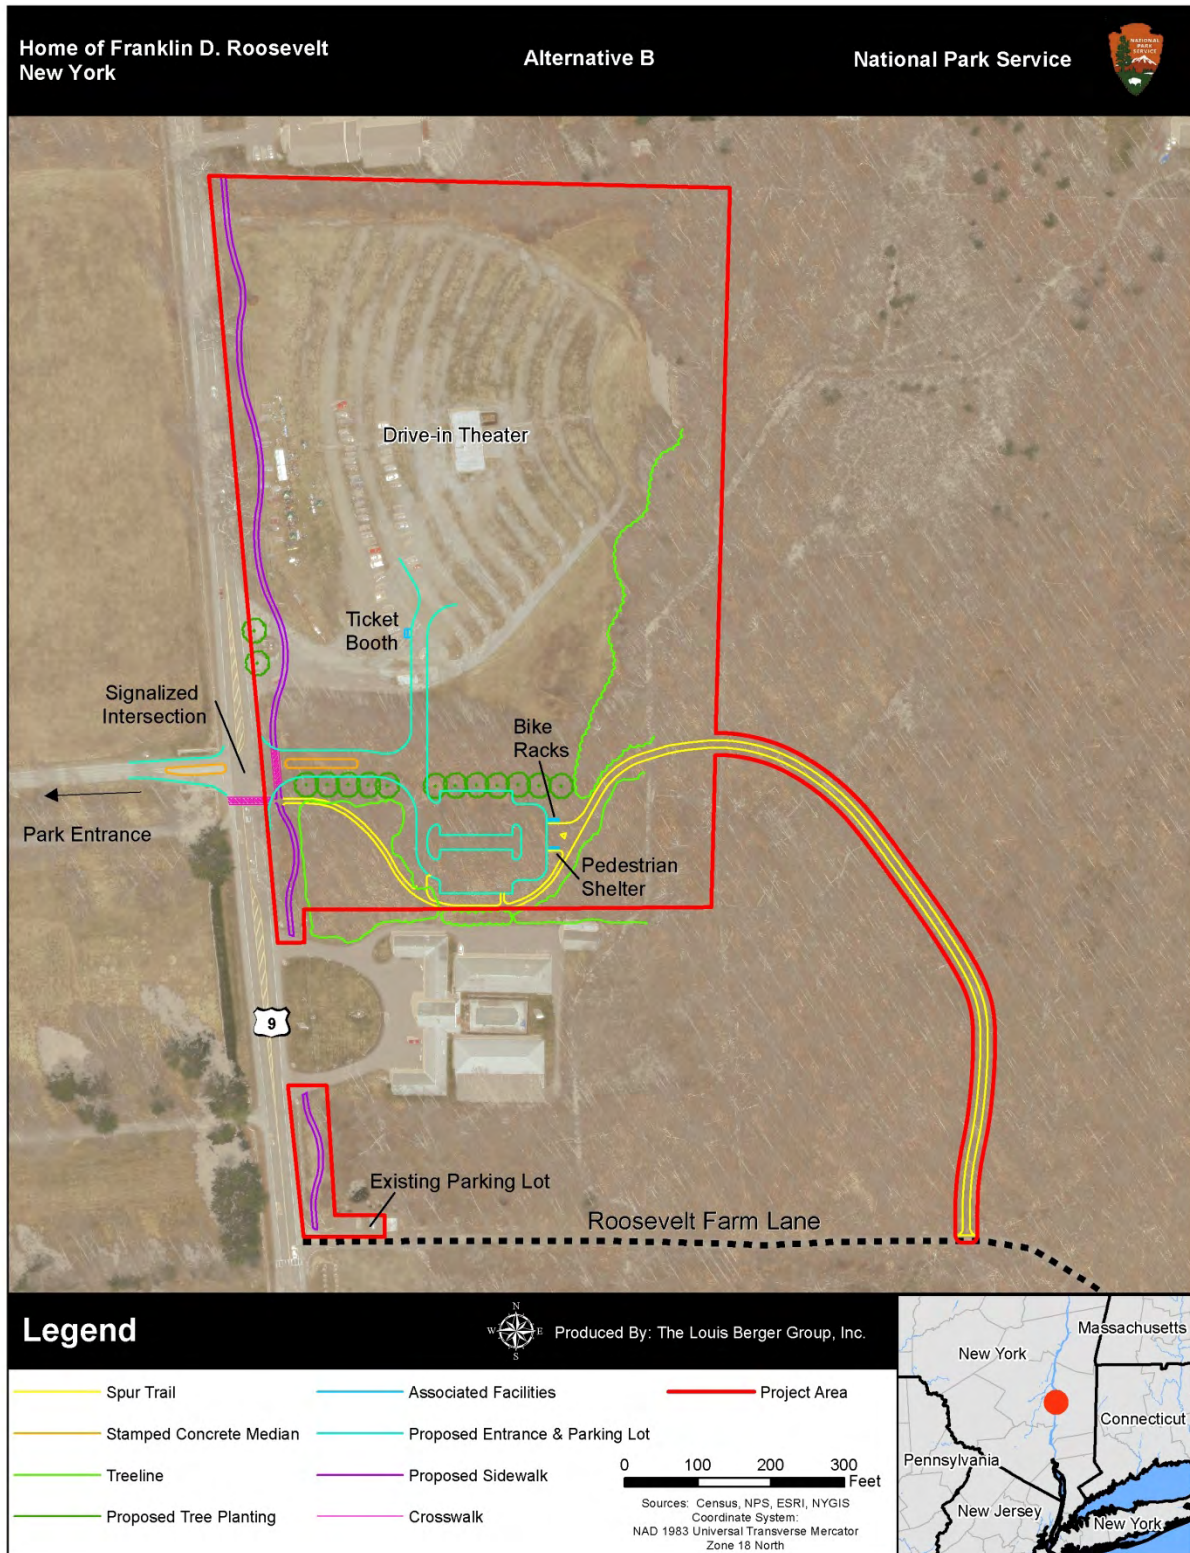 Home of Franklin D. Roosevelt
New York
Alternative B
National Park Service
NATIONAL
PARK
SERVICE
Drive-in Theater
Ticket
Booth
Signalized
Intersection
Bike
Racks
Park Entrance
Pedestrian
Shelter
9
Existing Parking Lot
Roosevelt Farm Lane
Legend
N
W E
S
Produced By: The Louis Berger Group, Inc.
Spur Trail
Stamped Concrete Median
Treeline
Proposed Tree Planting
Associated Facilities
Proposed Entrance & Parking Lot
Proposed Sidewalk
Crosswalk
Project Area
0 100 200 300
Feet
Sources: Census, NPS, ESRI, NYGIS
Coordinate System:
NAD 1983 Universal Transverse Mercator
Zone 18 North
Massachusetts
New York
Connecticut
Pennsylvania
New Jersey
New York